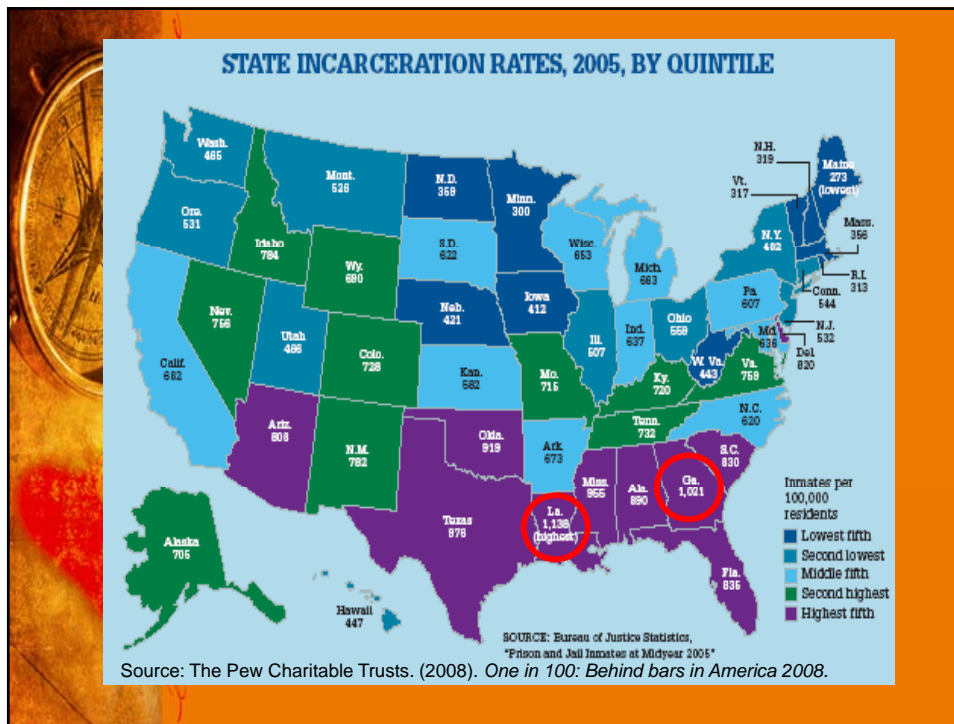 STATE INCARCERATION RATES, 2005, BY QUINTILE
Wash.
485
Mont.
526
N.D.
359
Minn.
300
N.H.
319
Maine
273
(lowest)
Vt.
317
Mass.
356
Ore.
531
Idaho
784
Wy.
690
S.D.
622
Wisc.
653
Mich.
663
N.Y.
482
R.I.
313
Conn.
544
Nev.
756
Utah
466
Colo.
728
Neb.
421
Iowa
412
Ill.
507
Ind.
637
Ohio
559
Pa.
607
N.J.
532
Md.
636
Del.
820
Calif.
682
Kan.
582
Mo.
715
Ky.
720
W. Va.
443
Va.
759
Ariz.
808
N.M.
782
Okla.
919
Ark.
673
Tenn.
732
N.C.
620
S.C.
830
Texas
976
La.
1,138
(highest)
Miss.
955
Ala.
890
Ga.
1,021
Fla.
835
Alaska
705
Hawaii
447
Inmates per
100,000
residents
Lowest fifth
Second lowest
Middle fifth
Second highest
Highest fifth
SOURCE: Bureau of Justice Statistics,
"Prison and Jail Inmates at Midyear 2005"
Source: The Pew Charitable Trusts. (2008). One in 100: Behind bars in America 2008.